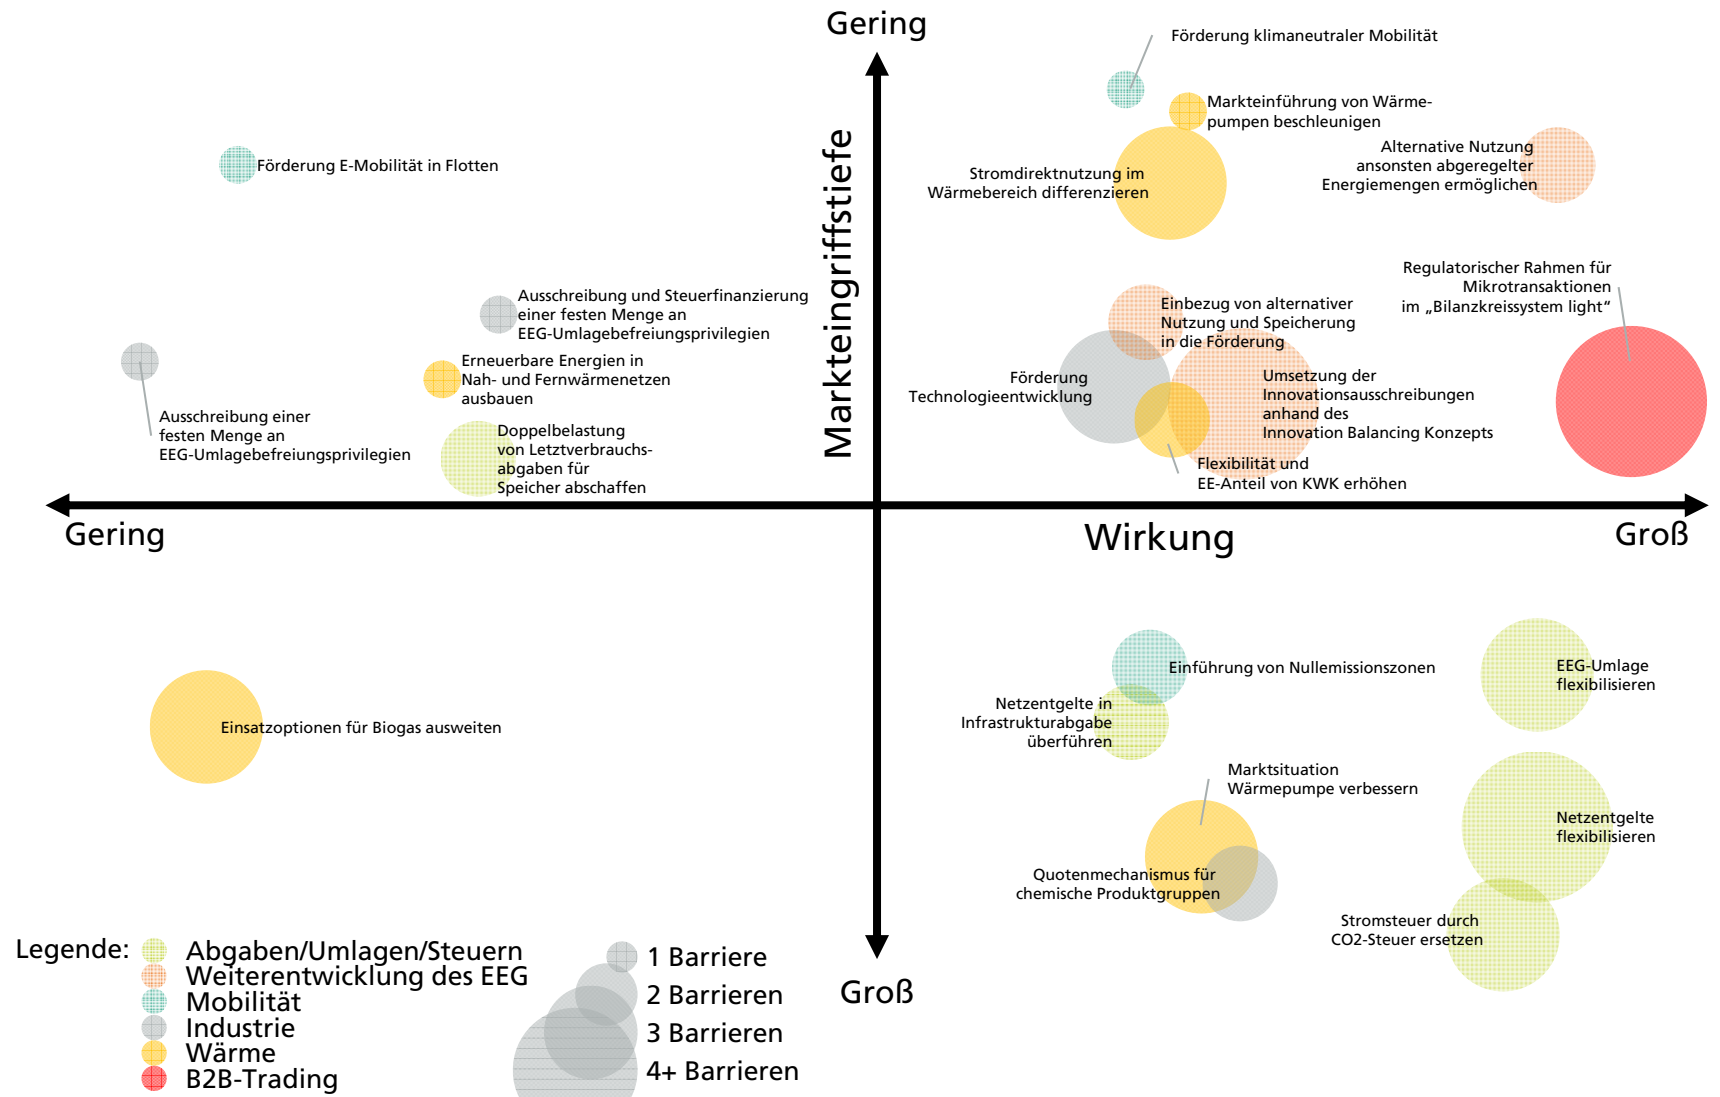 Gering
Förderung klimaneutraler Mobilität
Markteinführung von Wärme-
pumpen beschleunigen
Alternative Nutzung
ansonsten abgeregelter
Energiemengen ermöglichen
Förderung E-Mobilität in Flotten
Stromdirektnutzung im
Wärmebereich differenzieren
Markteingriffstiefe
Regulatorischer Rahmen für
Mikrotransaktionen
im „Bilanzkreissystem light“
Ausschreibung und Steuerfinanzierung
einer festen Menge an
EEG-Umlagebefreiungsprivilegien
Einbezug von alternativer
Nutzung und Speicherung
in die Förderung
Erneuerbare Energien in
Nah- und Fernwärmenetzen
ausbauen
Förderung
Technologieentwicklung
Umsetzung der
Innovationsausschreibungen
anhand des
Innovation Balancing Konzepts
Ausschreibung einer
festen Menge an
EEG-Umlagebefreiungsprivilegien
Doppelbelastung
von Letztverbrauchs-
abgaben für
Speicher abschaffen
Flexibilität und
EE-Anteil von KWK erhöhen
Gering
Wirkung
Groß
Einführung von Nullemissionszonen
EEG-Umlage
flexibilisieren
Netzentgelte in
Infrastrukturabgabe
überführen
Einsatzoptionen für Biogas ausweiten
Marktsituation
Wärmepumpe verbessern
Netzentgelte
flexibilisieren
Quotenmechanismus für
chemische Produktgruppen
Stromsteuer durch
CO2-Steuer ersetzen
Groß
Legende:
Abgaben/Umlagen/Steuern
Weiterentwicklung des EEG
Mobilität
Industrie
Wärme
B2B-Trading
1 Barriere
2 Barrieren
3 Barrieren
4+ Barrieren